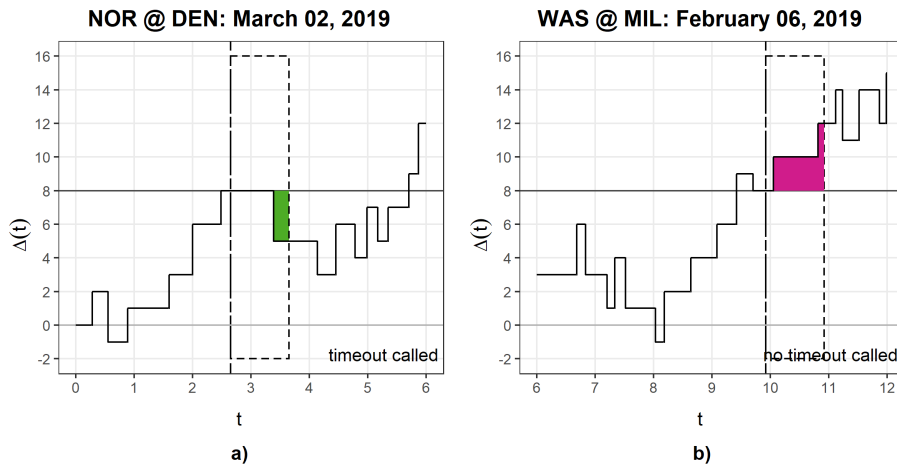 NOR @ DEN: March 02, 2019
16
14
12
10
8
6
4
2
0
-2
Δ(t)
timeout called
0 1 2 3 4 5 6
t
a)
WAS @ MIL: February 06, 2019
16
14
12
10
8
6
4
2
0
-2
Δ(t)
no timeout called
6 7 8 9 10 11 12
t
b)